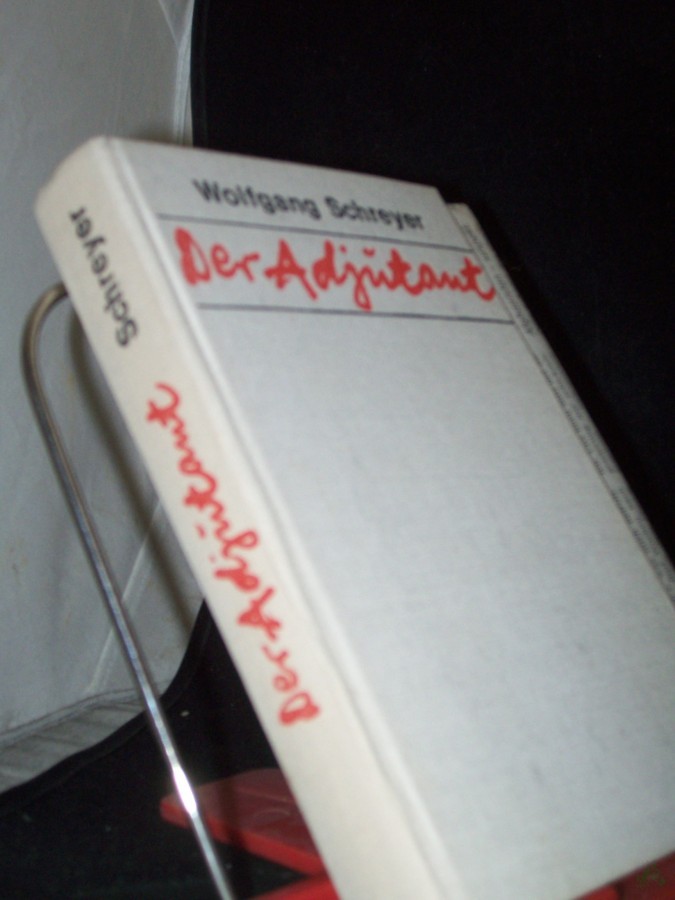 Wolfgang Schreyer
Der Adjutant
Schreyer
Der Adjutant